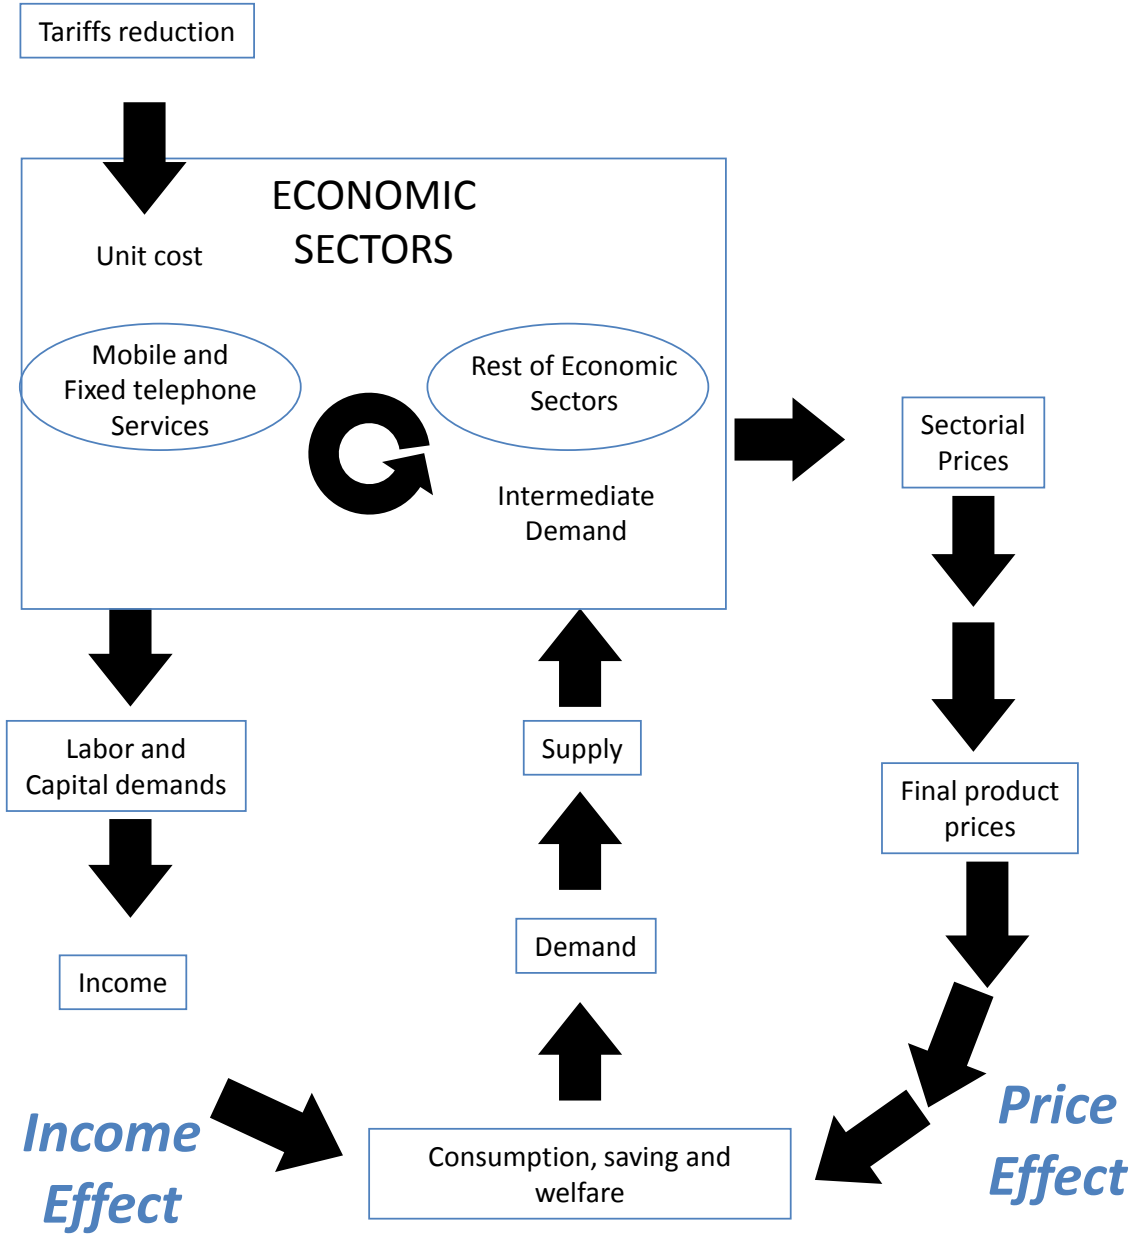 Tariffs reduction
ECONOMIC
SECTORS
Unit cost
Mobile and
Fixed telephone
Services
Rest of Economic
Sectors
Intermediate
Demand
Sectorial
Prices
Labor and
Capital demands
Supply
Final product
prices
Demand
Income
Income
Effect
Consumption, saving and
welfare
Price
Effect